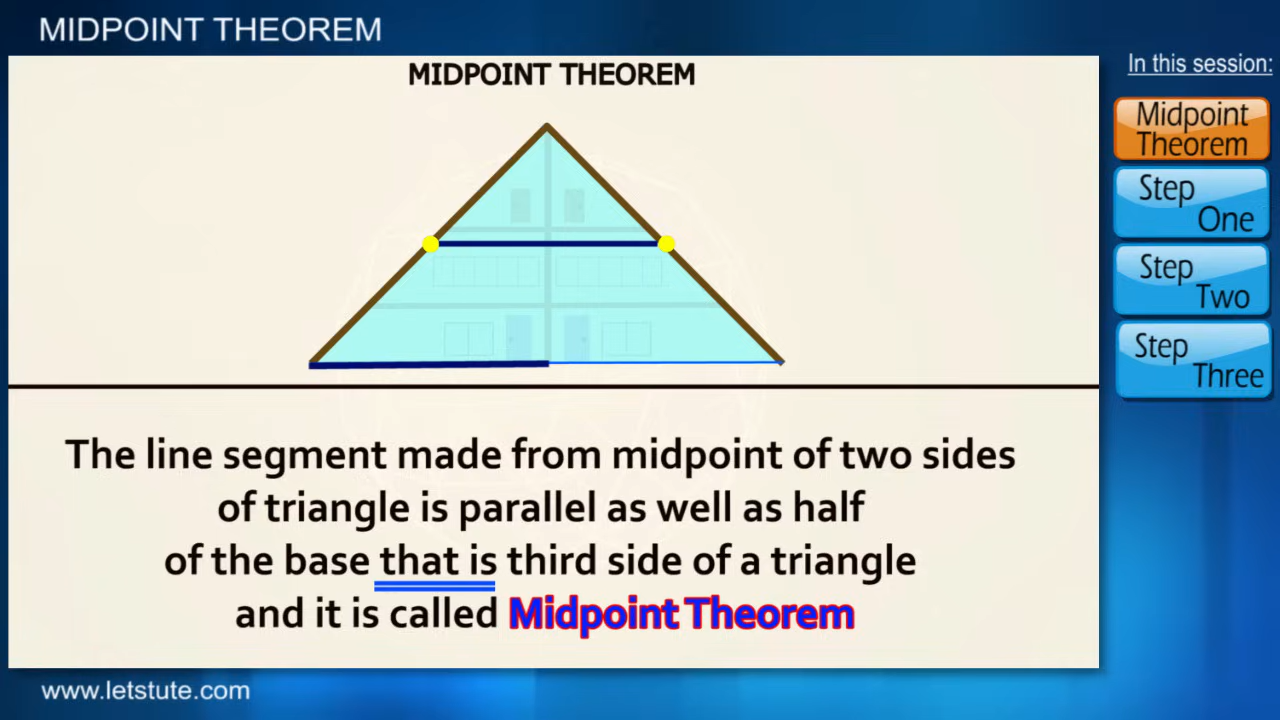 MIDPOINT THEOREM
MIDPOINT THEOREM
The line segment made from midpoint of two sides
of triangle is parallel as well as half
of the base that is third side of a triangle
and it is called Midpoint Theorem
In this session:
Midpoint
Theorem
Step
One
Step
Two
Step
Three
www.letstute.com